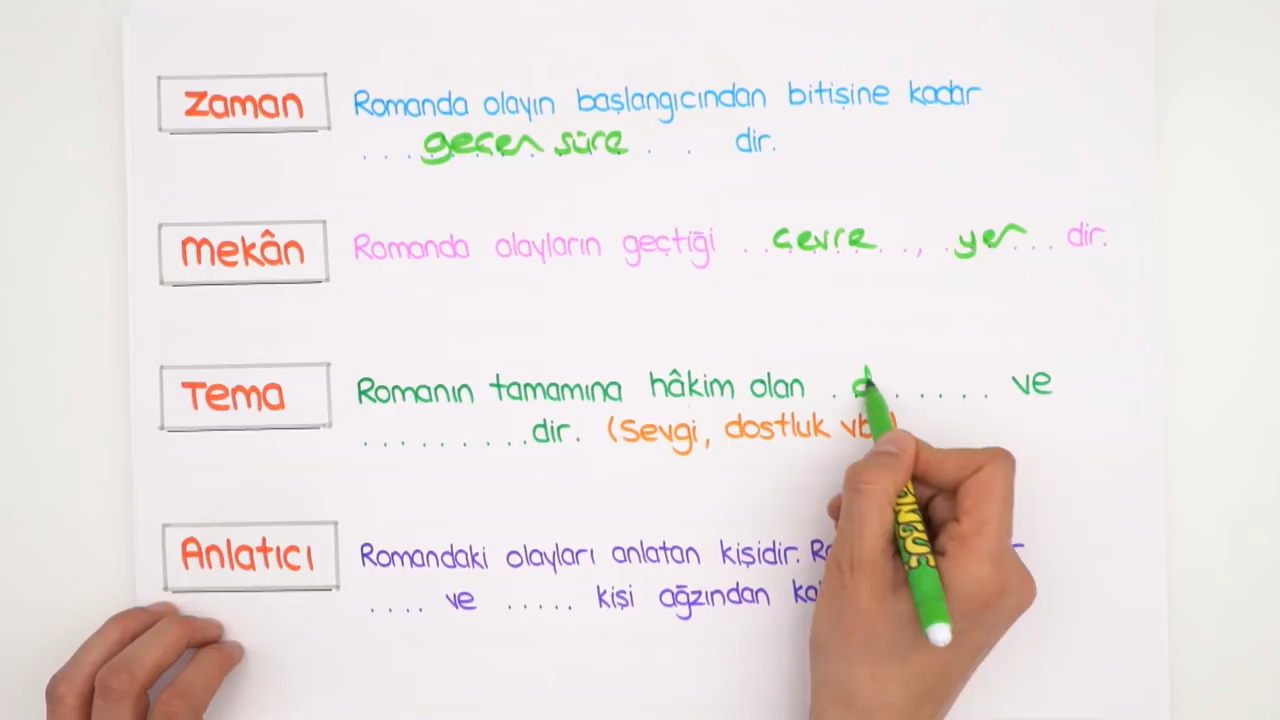 Zaman
Romanda olayın başlangıcından bitişine kadar
... geçen süre . . dir.
Mekân
Romanda olayların geçtiği .. çevre .., . yer ... dir.
Tema
Romanın tamamına hâkim olan . d ...... ve
......... dir. (Sevgi, dostluk vb.)
Anlatıcı
Romandaki olayları anlatan kişidir.
.... ve ..... kişi ağzından